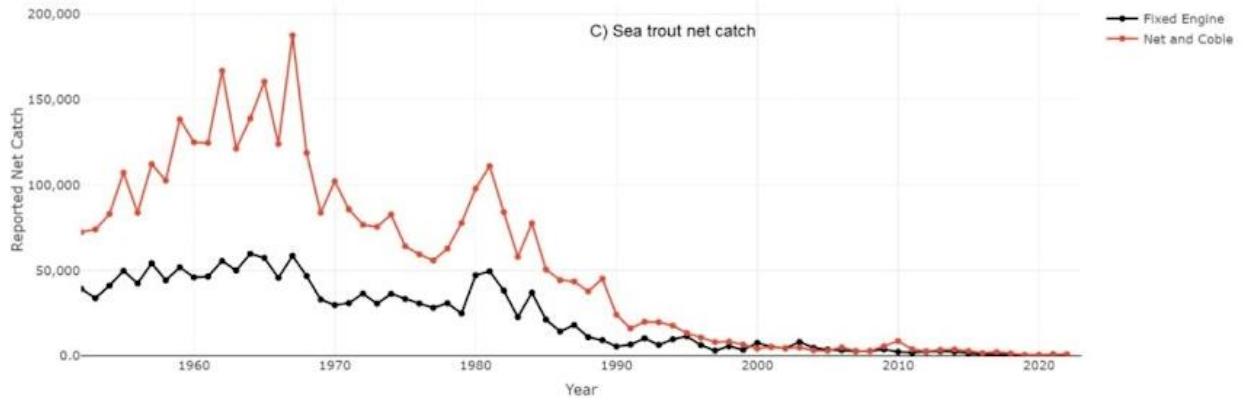 200,000
C) Sea trout net catch
Fixed Engine
Net and Coble
150,000
100,000
50,000
0.0
Reported Net Catch
1960 1970 1980 1990 2000 2010 2020
Year